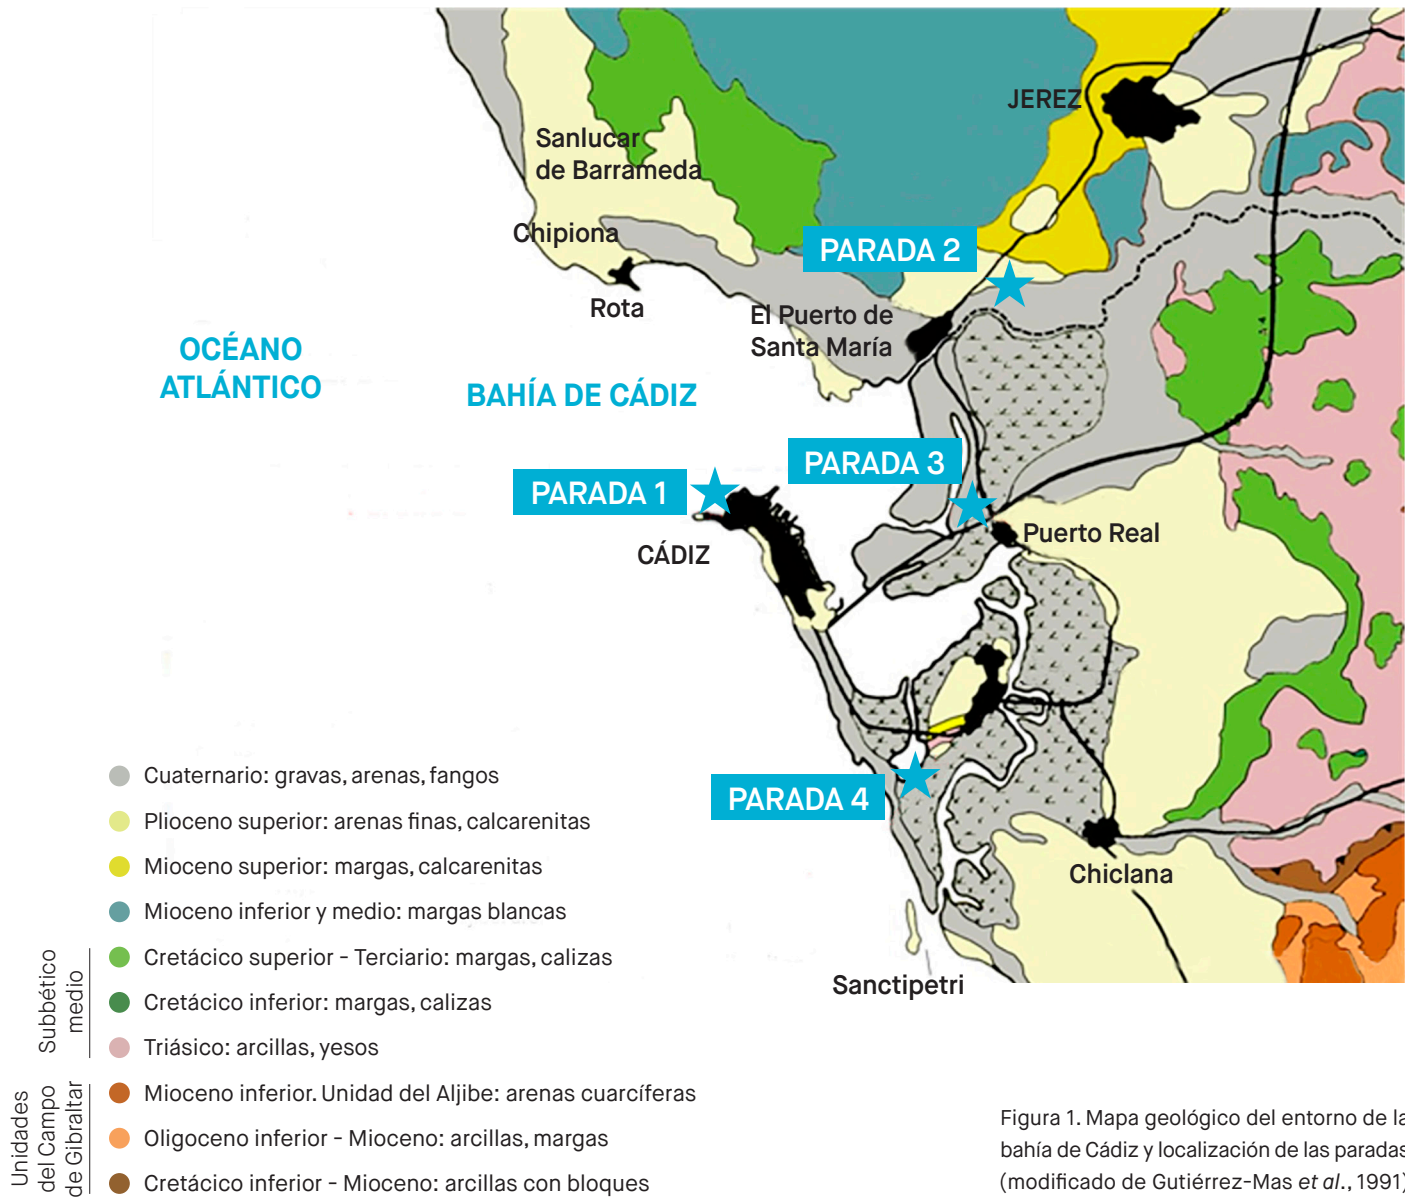 JEREZ
Sanlucar
de Barrameda
Chipiona
PARADA 2
Rota
El Puerto de
Santa María
OCÉANO
ATLÁNTICO
BAHÍA DE CÁDIZ
PARADA 3
PARADA 1
Puerto Real
CÁDIZ
PARADA 4
Chiclana
Sanctipetri
Cuaternario: gravas, arenas, fangos
Plioceno superior: arenas finas, calcarenitas
Mioceno superior: margas, calcarenitas
Mioceno inferior y medio: margas blancas
Subbético
medio
Cretácico superior - Terciario: margas, calizas
Cretácico inferior: margas, calizas
Triásico: arcillas, yesos
Unidades
del Campo
de Gibraltar
Mioceno inferior. Unidad del Aljibe: arenas cuarcíferas
Oligoceno inferior - Mioceno: arcillas, margas
Cretácico inferior - Mioceno: arcillas con bloques
Figura 1. Mapa geológico del entorno de la
bahía de Cádiz y localización de las paradas
(modificado de Gutiérrez-Mas et al., 1991)